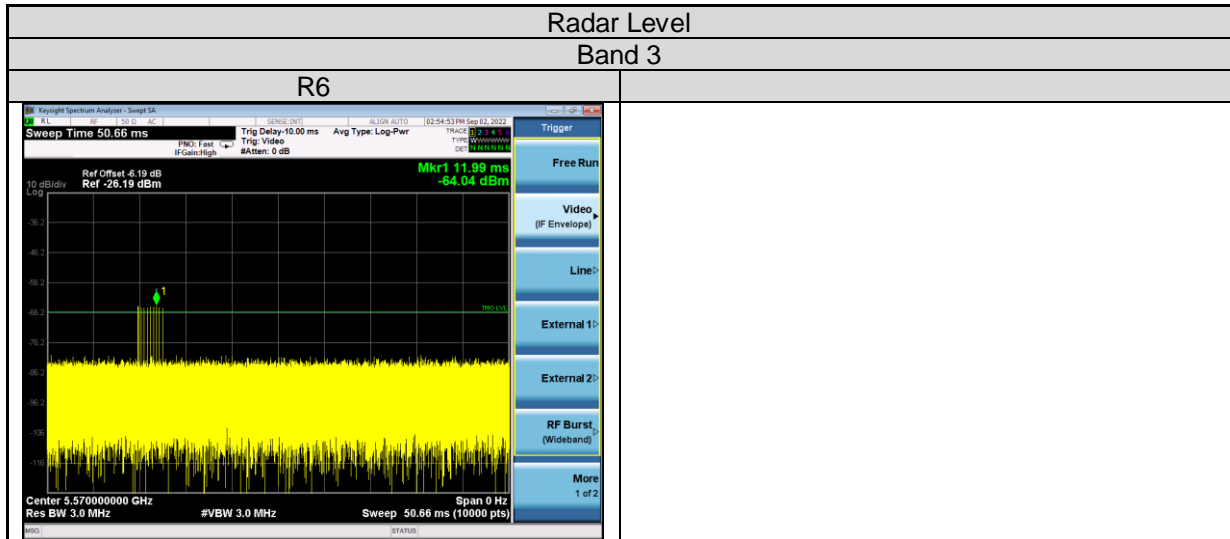 Radar Level
Band 3
R6
Keysight Spectrum Analyzer - Swept SA
RL RF 50 Ω AC SENSE:INT ALIGN AUTO 02:54:53 PM Sep 02, 2022
Sweep Time 50.66 ms
PNO: Fast
IFGain:High
Trig Delay-10.00 ms
Trig: Video
#Atten: 0 dB
Avg Type: Log-Pwr
TRACE 1 2 3 4 5 6
TYPE WWWWWW
DET N N N N N N
Trigger
Mkr1 11.99 ms
-64.04 dBm
Ref Offset -6.19 dB
10 dB/div Ref -26.19 dBm
Log
-36.2
-46.2
-56.2
1
TRIG LVL
-66.2
-76.2
-86.2
-96.2
-106
-116
Center 5.570000000 GHz Span 0 Hz
Res BW 3.0 MHz #VBW 3.0 MHz Sweep 50.66 ms (10000 pts)
MSG STATUS
Free Run
Video
(IF Envelope)
Line
External 1
External 2
RF Burst
(Wideband)
More
1 of 2